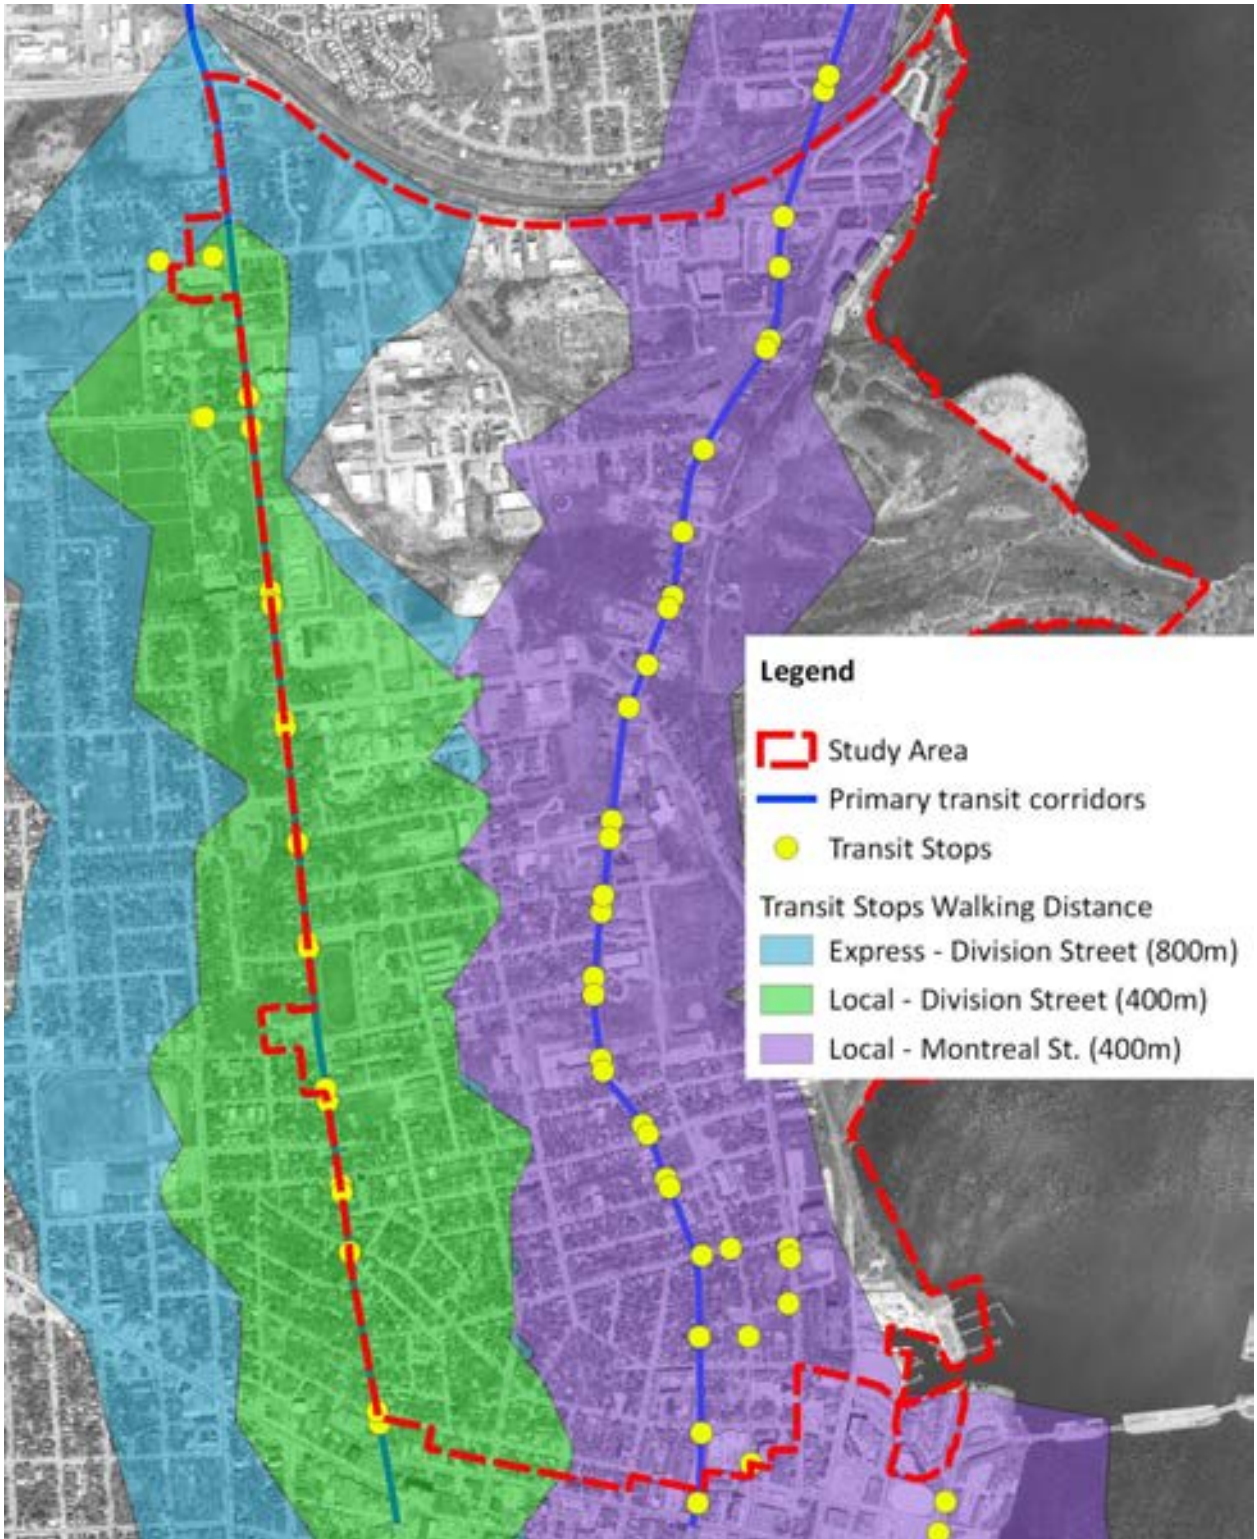 Legend
Study Area
Primary transit corridors
Transit Stops
Transit Stops Walking Distance
Express - Division Street (800m)
Local - Division Street (400m)
Local - Montreal St. (400m)